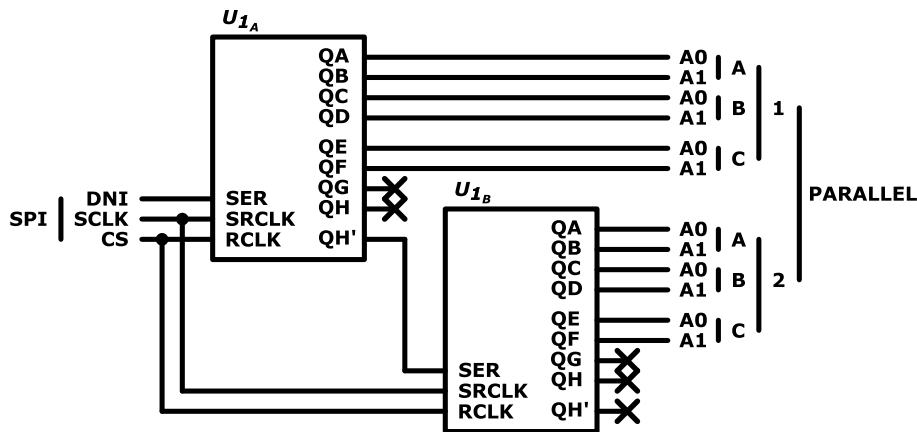 U1A
QA A0
QB A1 A
QC A0
QD A1 B
1
QE A0
QF A1 C
QG
QH
QH'
DNI SER
SPI SCLK SRCLK
CS RCLK
PARALLEL
U1B
QA A0
QB A1 A
QC A0
QD A1 B
2
QE A0
QF A1 C
QG
QH
QH'
SER
SRCLK
RCLK